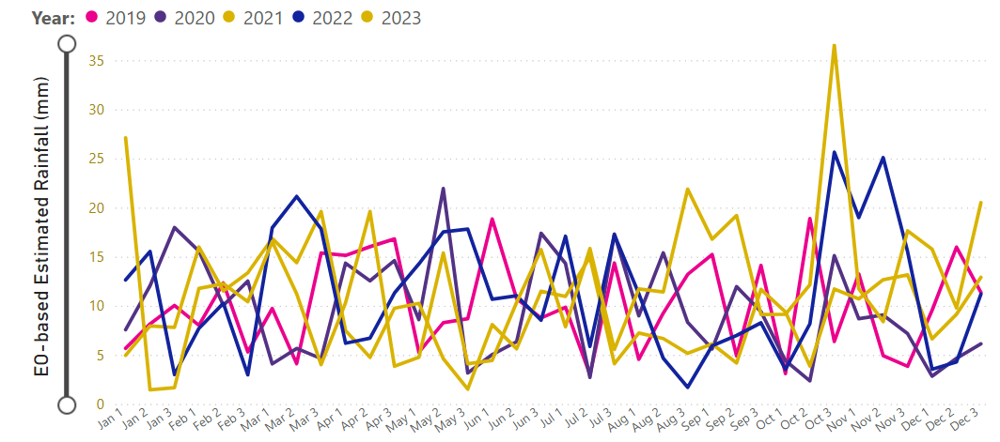 Year: 2019 2020 2021 2022 2023
EO-based Estimated Rainfall (mm)
35
30
25
20
15
10
5
0
Jan 1 Jan 2 Jan 3 Feb 1 Feb 2 Feb 3 Mar 1 Mar 2 Mar 3 Apr 1 Apr 2 Apr 3 May 1 May 2 May 3 Jun 1 Jun 2 Jun 3 Jul 1 Jul 2 Jul 3 Aug 1 Aug 2 Aug 3 Sep 1 Sep 2 Sep 3 Oct 1 Oct 2 Oct 3 Nov 1 Nov 2 Nov 3 Dec 1 Dec 2 Dec 3